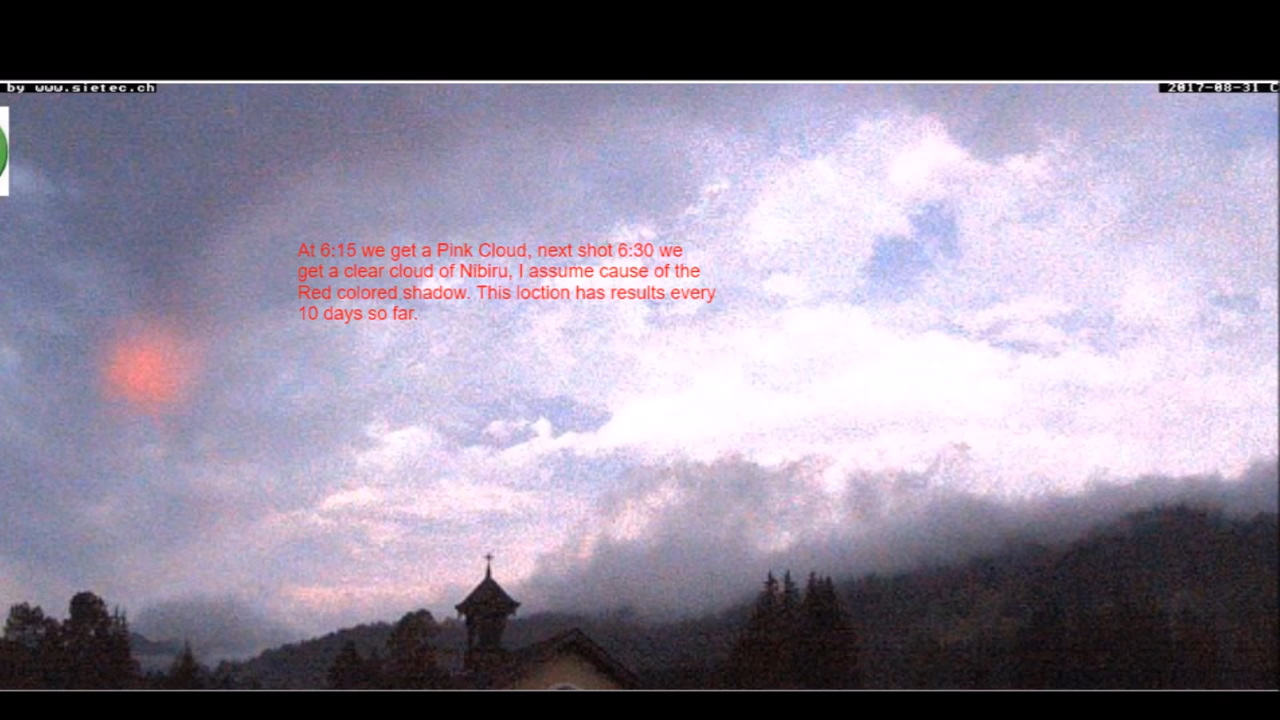 by www.sietec.ch
2017-08-31
At 6:15 we get a Pink Cloud, next shot 6:30 we
get a clear cloud of Nibiru, I assume cause of the
Red colored shadow. This loction has results every
10 days so far.